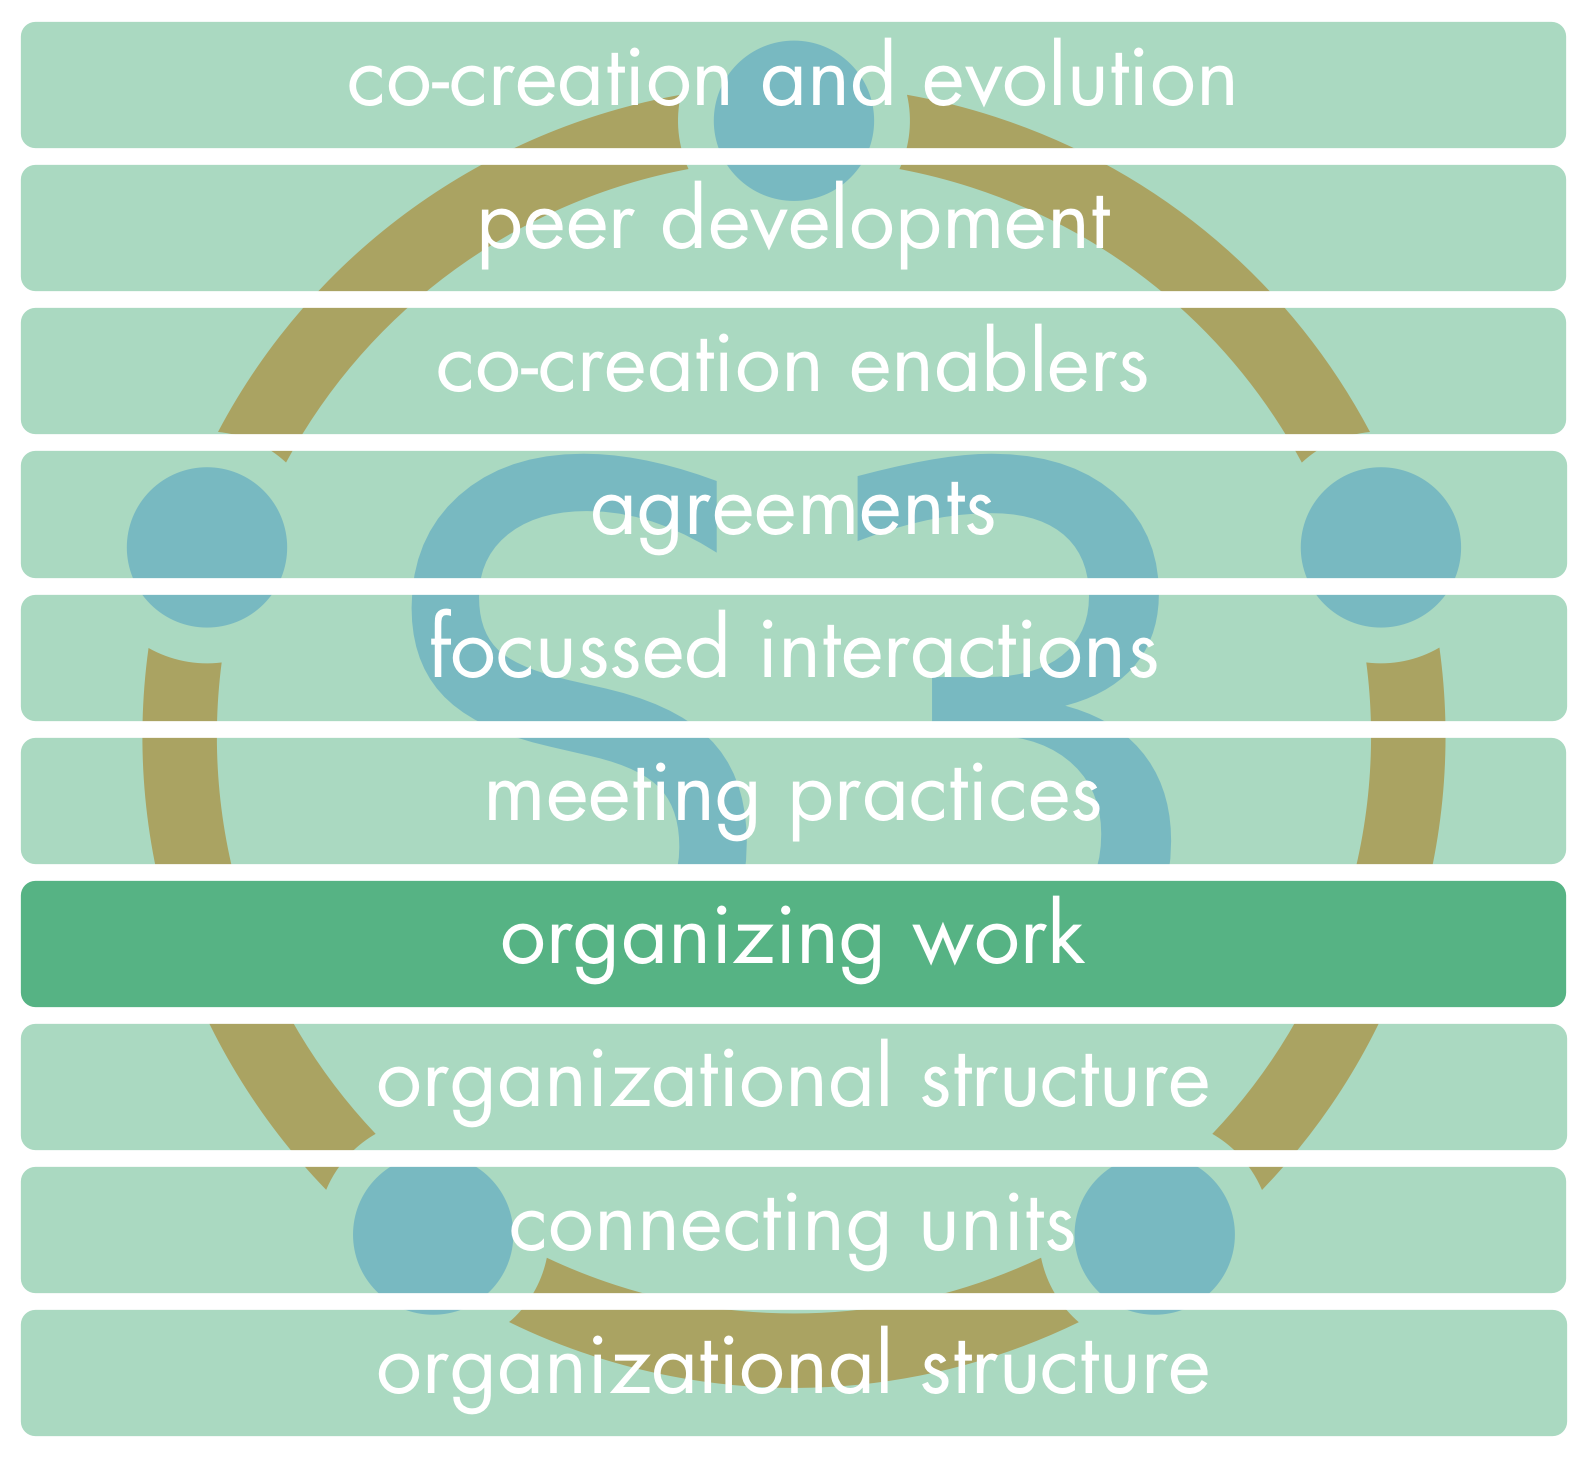 co-creation and evolution
peer development
co-creation enablers
agreements
focussed interactions
meeting practices
organizing work
organizational structure
connecting units
organizational structure
S3